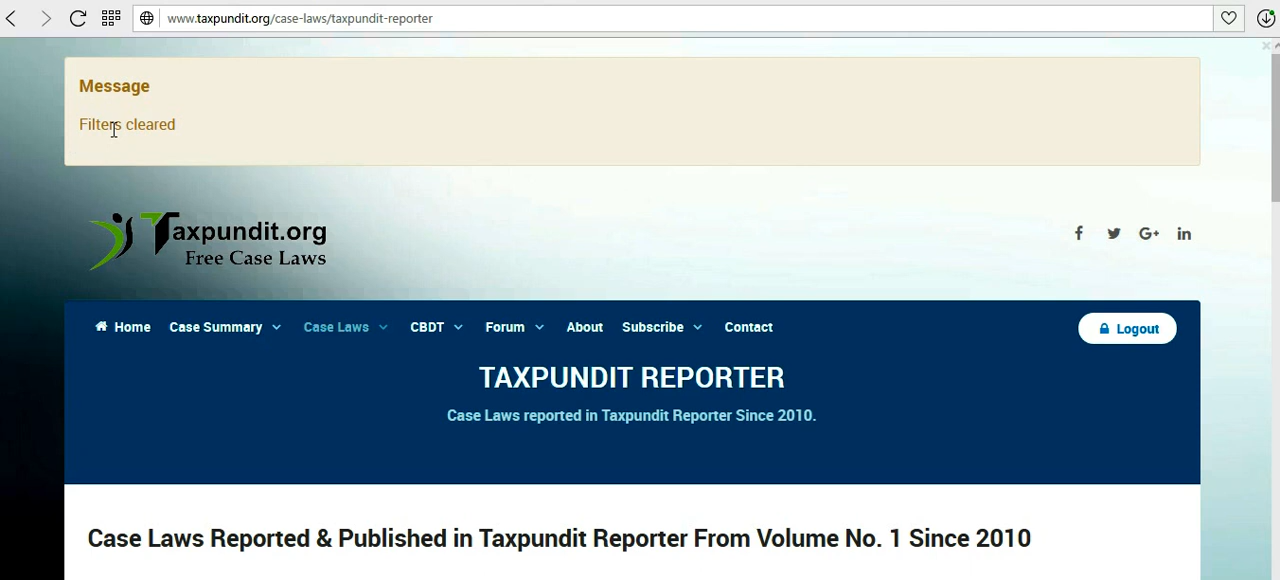 www.taxpundit.org/case-laws/taxpundit-reporter
Message
Filters cleared
Taxpundit.org
Free Case Laws
f G+ in
Home Case Summary Case Laws CBDT Forum About Subscribe Contact Logout
TAXPUNDIT REPORTER
Case Laws reported in Taxpundit Reporter Since 2010.
Case Laws Reported & Published in Taxpundit Reporter From Volume No. 1 Since 2010